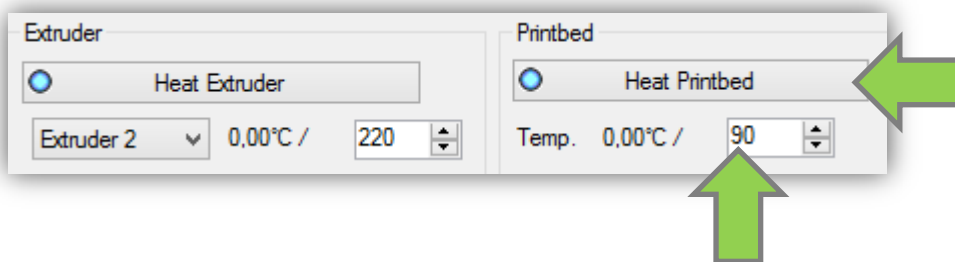 Extruder
Heat Extruder
Extruder 2 0,00°C / 220
Printbed
Heat Printbed
Temp. 0,00°C / 90